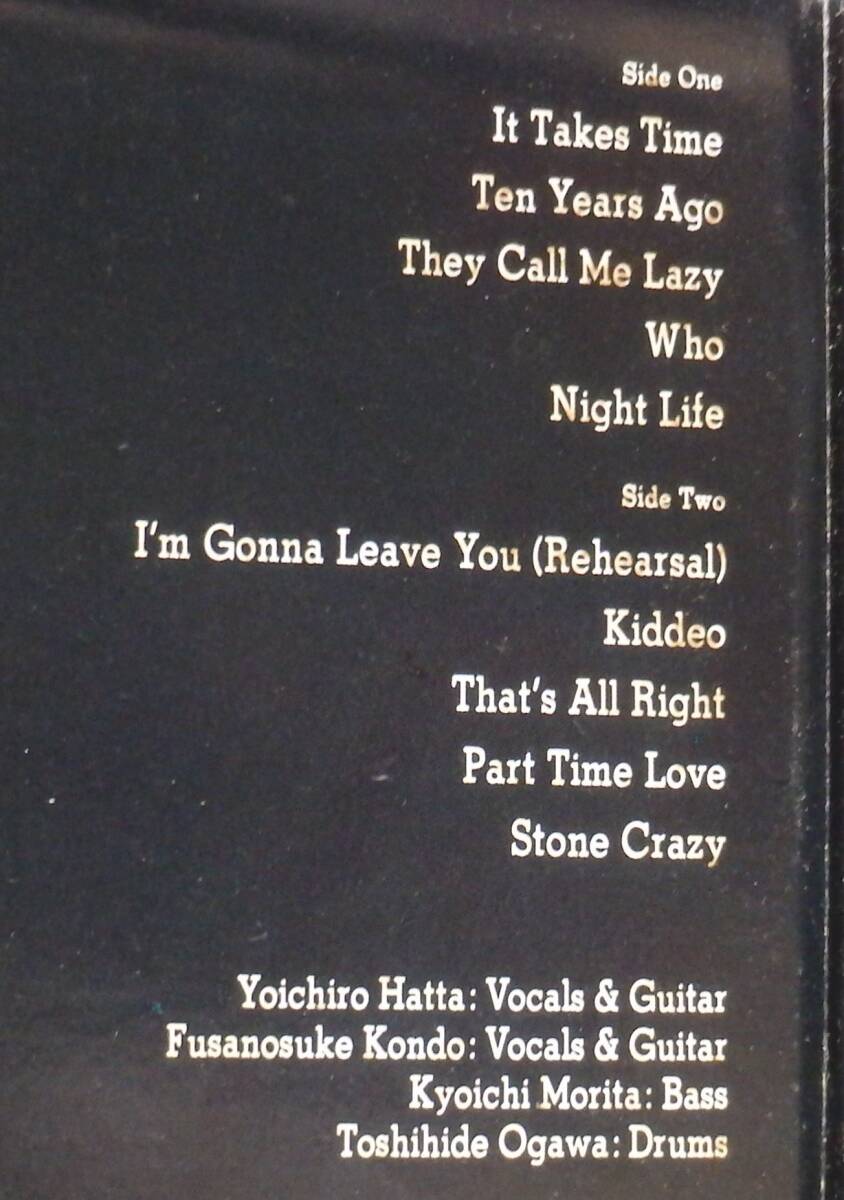 Side One
It Takes Time
Ten Years Ago
They Call Me Lazy
Who
Night Life
Side Two
I'm Gonna Leave You (Rehearsal)
Kiddeo
That's All Right
Part Time Love
Stone Crazy
Yoichiro Hatta: Vocals & Guitar
Fusanosuke Kondo: Vocals & Guitar
Kyoichi Morita: Bass
Toshihide Ogawa: Drums